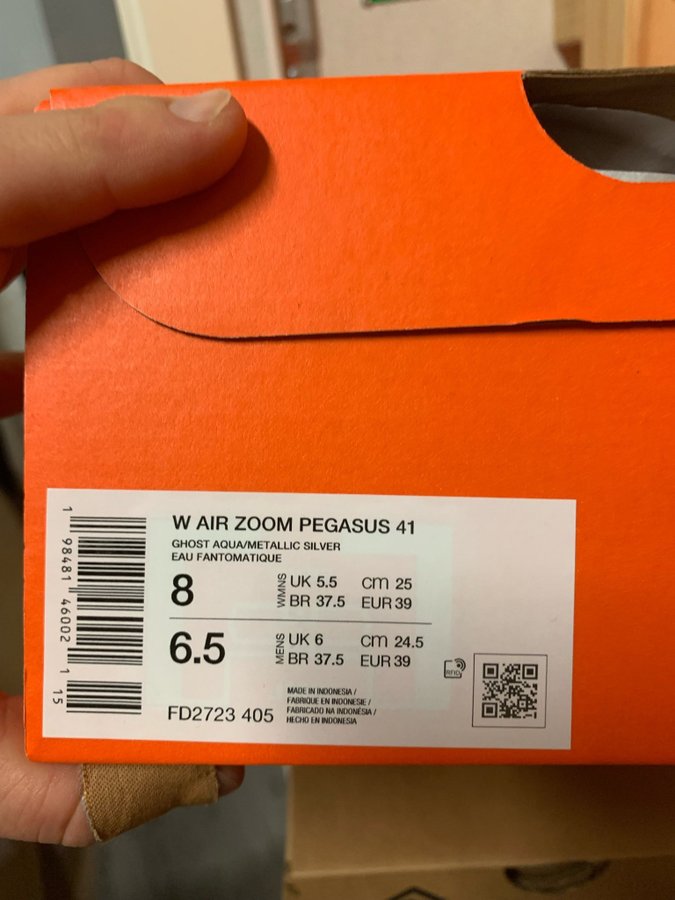 W AIR ZOOM PEGASUS 41
GHOST AQUA/METALLIC SILVER
EAU FANTOMATIQUE
8 WMNS UK 5.5 cm 25
BR 37.5 EUR 39
6.5 MENS UK 6 cm 24.5
BR 37.5 EUR 39
RFID
FD2723 405
MADE IN INDONESIA /
FABRIQUE EN INDONESIE /
FABRICADO NA INDONÉSIA /
HECHO EN INDONESIA
1 98481 46002 1 15